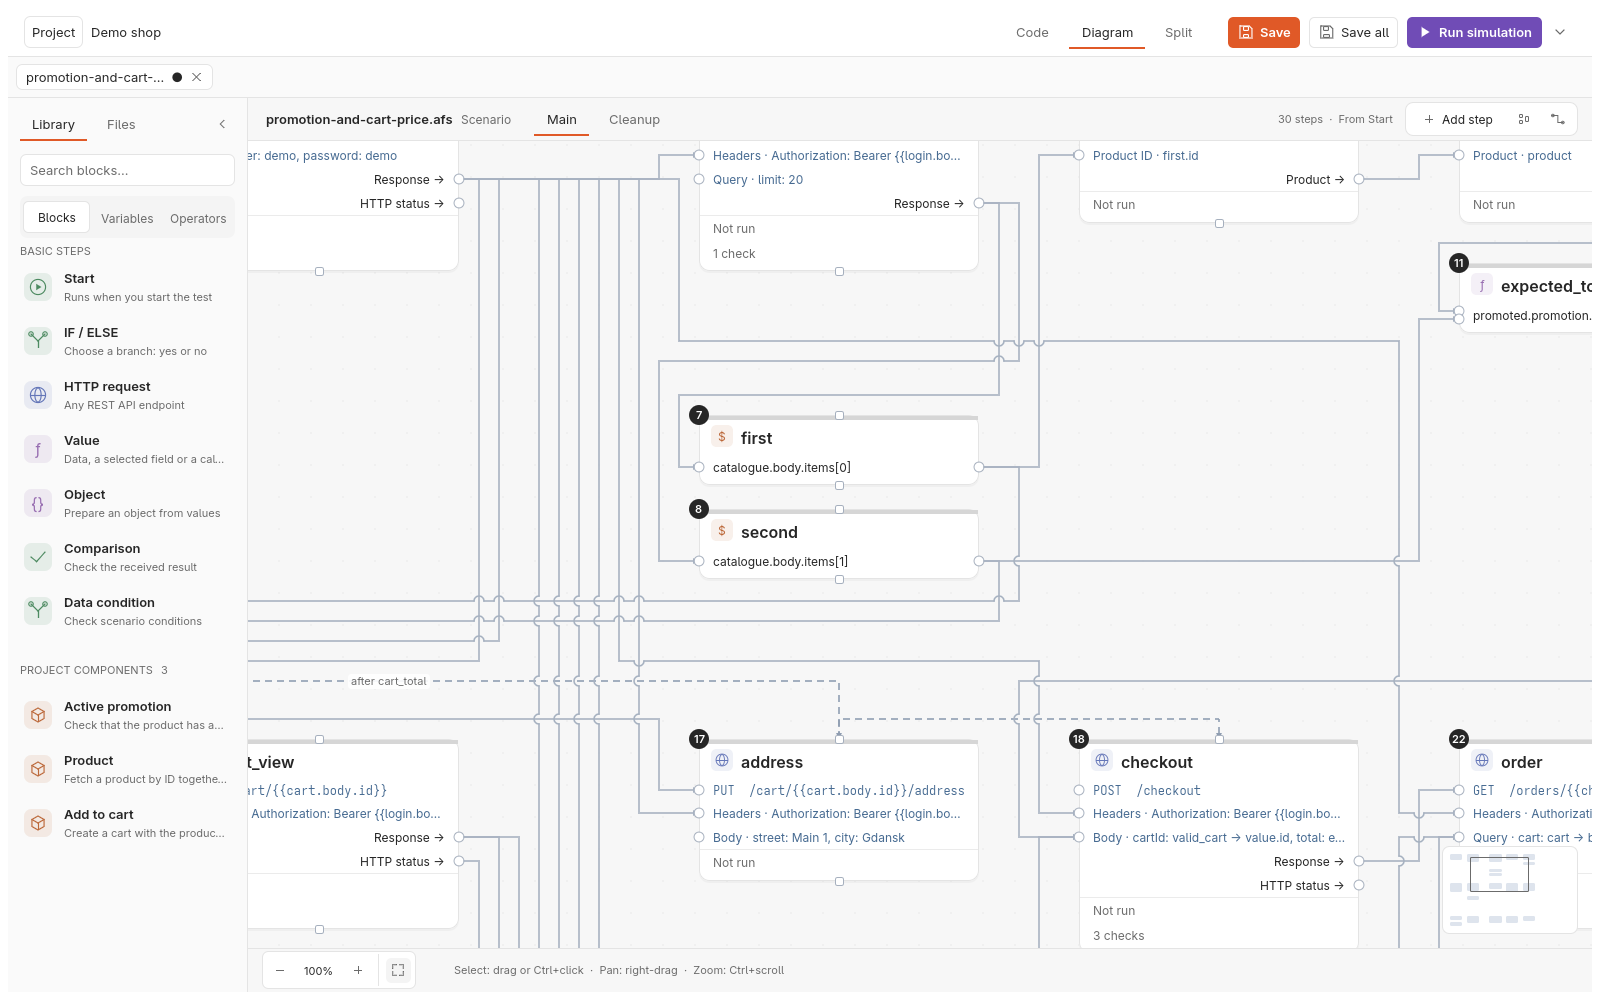 Project
Demo shop
Code
Diagram
Split
Save
Save all
Run simulation
promotion-and-cart-...
Library
Files
promotion-and-cart-price.afs
Scenario
Main
Cleanup
30 steps · From Start
Add step
Search blocks...
Blocks
Variables
Operators
BASIC STEPS
Start
Runs when you start the test
IF / ELSE
Choose a branch: yes or no
HTTP request
Any REST API endpoint
Value
Data, a selected field or a cal...
Object
Prepare an object from values
Comparison
Check the received result
Data condition
Check scenario conditions
PROJECT COMPONENTS 3
Active promotion
Check that the product has a...
Product
Fetch a product by ID togethe...
Add to cart
Create a cart with the produc...
er: demo, password: demo
Response →
HTTP status →
Headers · Authorization: Bearer {{login.bo...
Query · limit: 20
Response →
Not run
1 check
Product ID · first.id
Product →
Not run
Product · product
Not run
11
ƒ
expected_to
promoted.promotion.
7
$
first
catalogue.body.items[0]
8
$
second
catalogue.body.items[1]
after cart_total
t_view
art/{{cart.body.id}}
Authorization: Bearer {{login.bo...
Response →
HTTP status →
17
address
PUT /cart/{{cart.body.id}}/address
Headers · Authorization: Bearer {{login.bo...
Body · street: Main 1, city: Gdansk
Not run
18
checkout
POST /checkout
Headers · Authorization: Bearer {{login.bo...
Body · cartId: valid_cart → value.id, total: e...
Response →
HTTP status →
Not run
3 checks
22
order
GET /orders/{{ch
Headers · Authorizati
Query · cart: cart → b
− 100% +
Select: drag or Ctrl+click · Pan: right-drag · Zoom: Ctrl+scroll